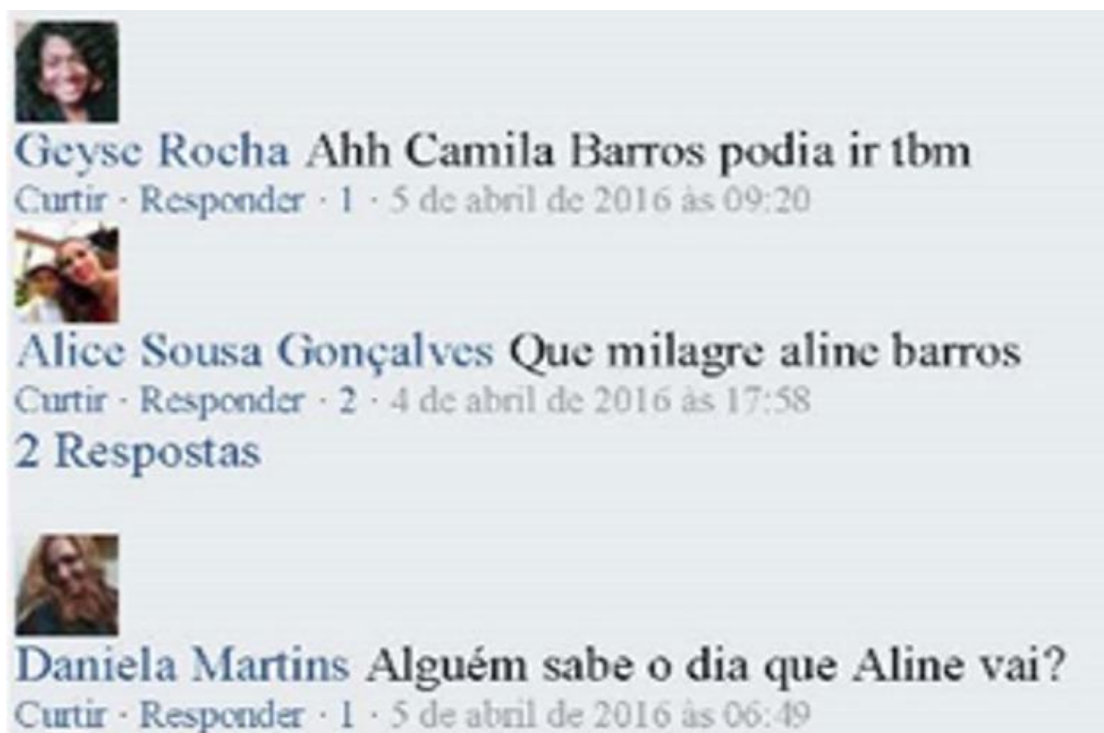 Geyse Rocha Ahh Camila Barros podia ir tbm
Curtir · Responder · 1 · 5 de abril de 2016 às 09:20
Alice Sousa Gonçalves Que milagre aline barros
Curtir · Responder · 2 · 4 de abril de 2016 às 17:58
2 Respostas
Daniela Martins Alguém sabe o dia que Aline vai?
Curtir · Responder · 1 · 5 de abril de 2016 às 06:49